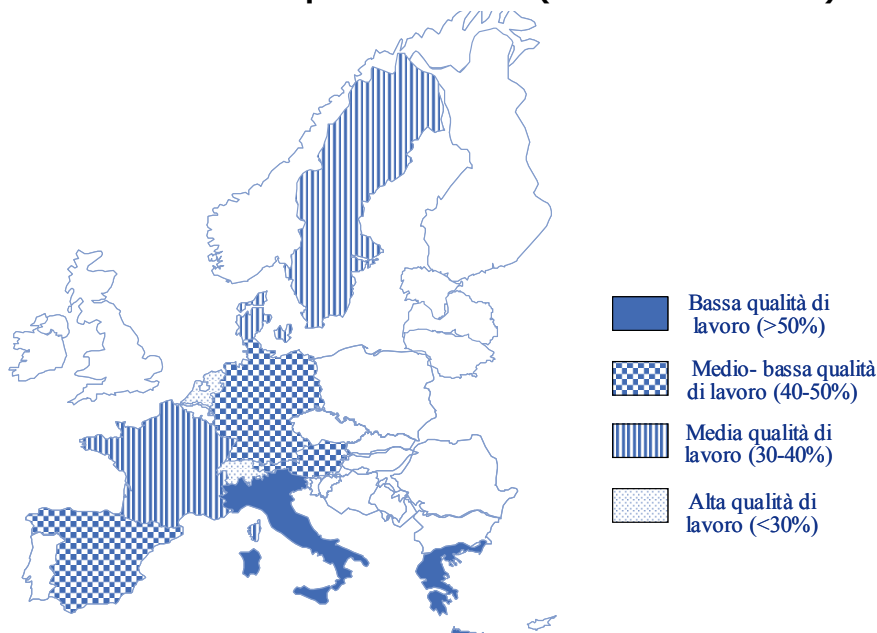 Bassa qualità di
lavoro (>50%)
Medio- bassa qualità
di lavoro (40-50%)
Media qualità di
lavoro (30-40%)
Alta qualità di
lavoro (<30%)